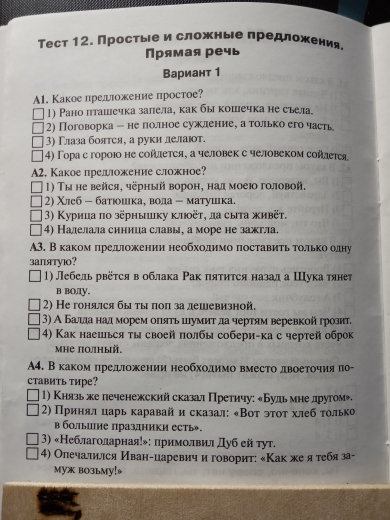 Тест 12. Простые и сложные предложения.
Прямая речь
Вариант 1
А1. Какое предложение простое?
1) Рано пташечка запела, как бы кошечка не съела.
2) Поговорка – не полное суждение, а только его часть.
3) Глаза боятся, а руки делают.
4) Гора с горою не сойдется, а человек с человеком сойдется.
А2. Какое предложение сложное?
1) Ты не вейся, чёрный ворон, над моею головой.
2) Хлеб – батюшка, вода – матушка.
3) Курица по зёрнышку клюёт, да сыта живёт.
4) Наделала синица славы, а море не зажгла.
А3. В каком предложении необходимо поставить только одну
запятую?
1) Лебедь рвётся в облака Рак пятится назад а Щука тянет
в воду.
2) Не гонялся бы ты поп за дешевизной.
3) А Балда над морем опять шумит да чертям веревкой грозит.
4) Как наешься ты своей полбы собери-ка с чертей оброк
мне полный.
А4. В каком предложении необходимо вместо двоеточия по-
ставить тире?
1) Князь же печенежский сказал Претичу: «Будь мне другом».
2) Принял царь каравай и сказал: «Вот этот хлеб только
в большие праздники есть».
3) «Неблагодарная!»: примолвил Дуб ей тут.
4) Опечалился Иван-царевич и говорит: «Как же я тебя за-
муж возьму!»